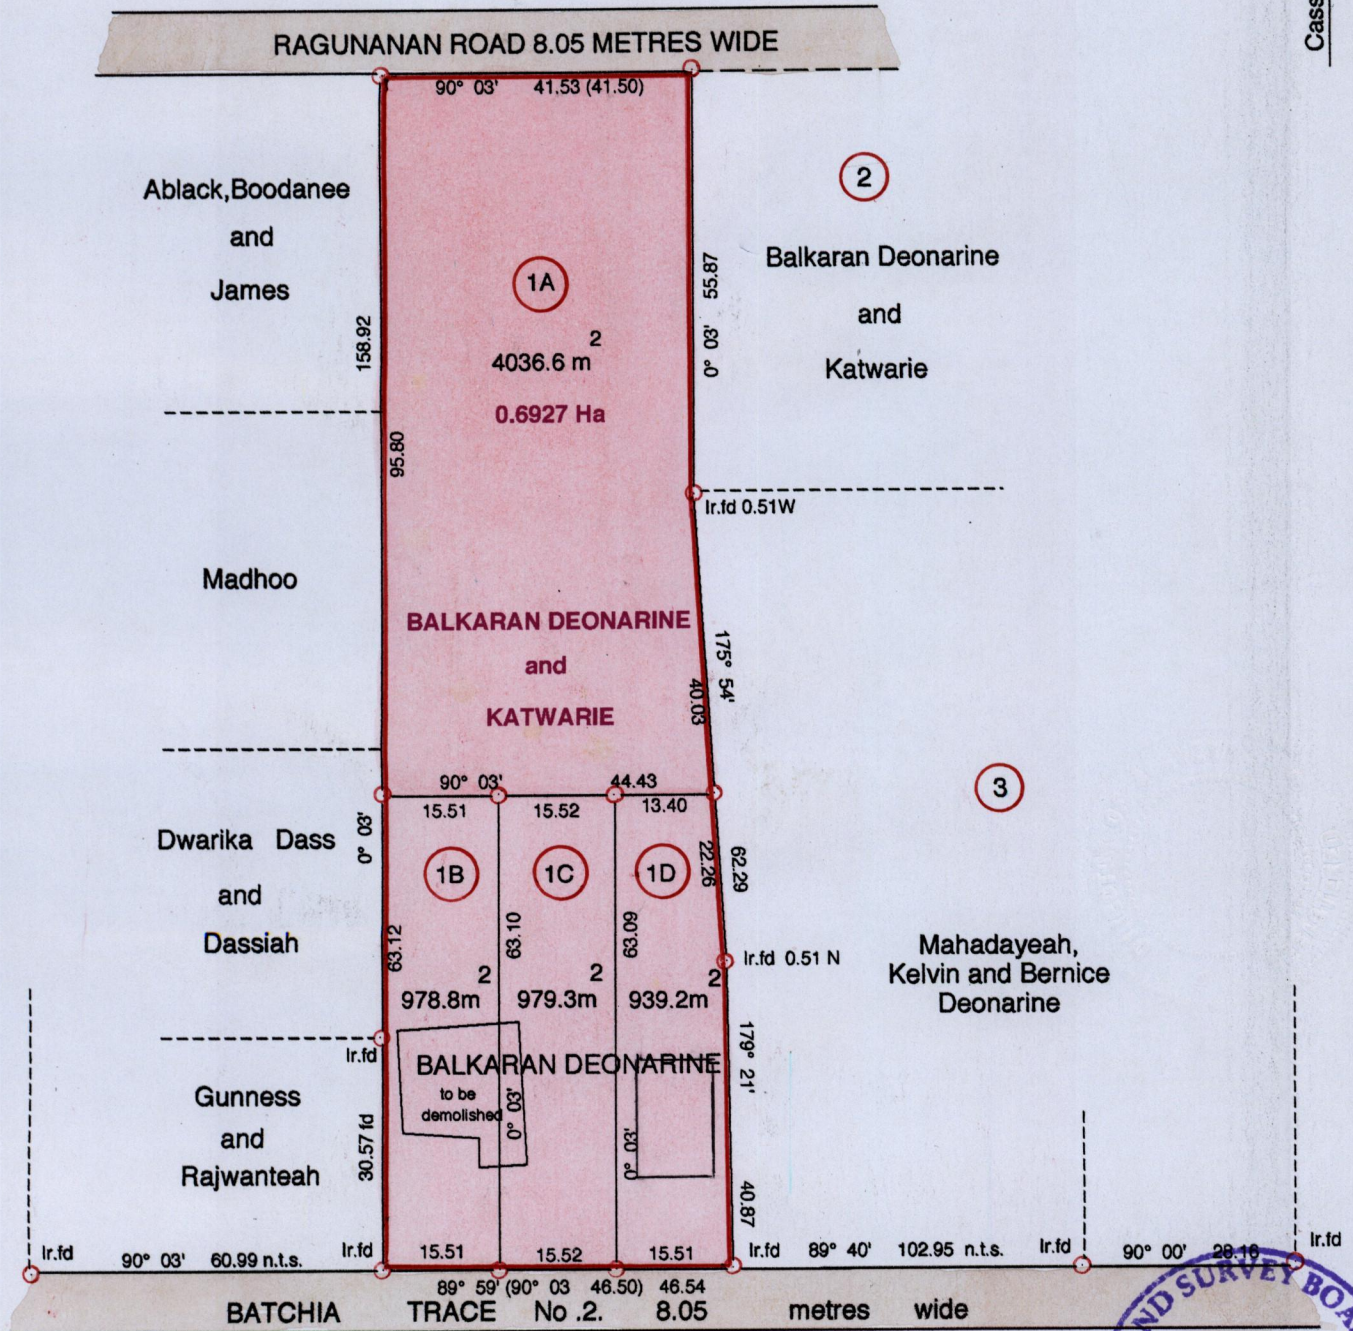 Cass
RAGUNANAN ROAD 8.05 METRES WIDE
90° 03' 41.53 (41.50)
Ablack,Boodanee
and
James
2
Balkaran Deonarine
and
Katwarie
1A
4036.6 m²
0.6927 Ha
158.92
95.80
0° 03' 55.87
Ir.fd 0.51W
Madhoo
BALKARAN DEONARINE
and
KATWARIE
175° 54'
40.03
90° 03' 44.43
15.51 15.52 13.40
3
Dwarika Dass
and
Dassiah
0° 03'
1B
1C
1D
22.26
62.29
63.12
63.10
63.09
Ir.fd 0.51 N
978.8m²
979.3m²
939.2m²
Mahadayeah,
Kelvin and Bernice
Deonarine
Ir.fd
BALKARAN DEONARINE
to be
demolished
0° 03'
0° 03'
179° 21'
40.87
Gunness
and
Rajwanteah
30.57 fd
Ir.fd 90° 03' 60.99 n.t.s. Ir.fd 15.51 15.52 15.51 Ir.fd 89° 40' 102.95 n.t.s. Ir.fd 90° 00' 28.16 Ir.fd
89° 59' (90° 03 46.50) 46.54
BATCHIA TRACE No .2. 8.05 metres wide
ND SURVEY BOA